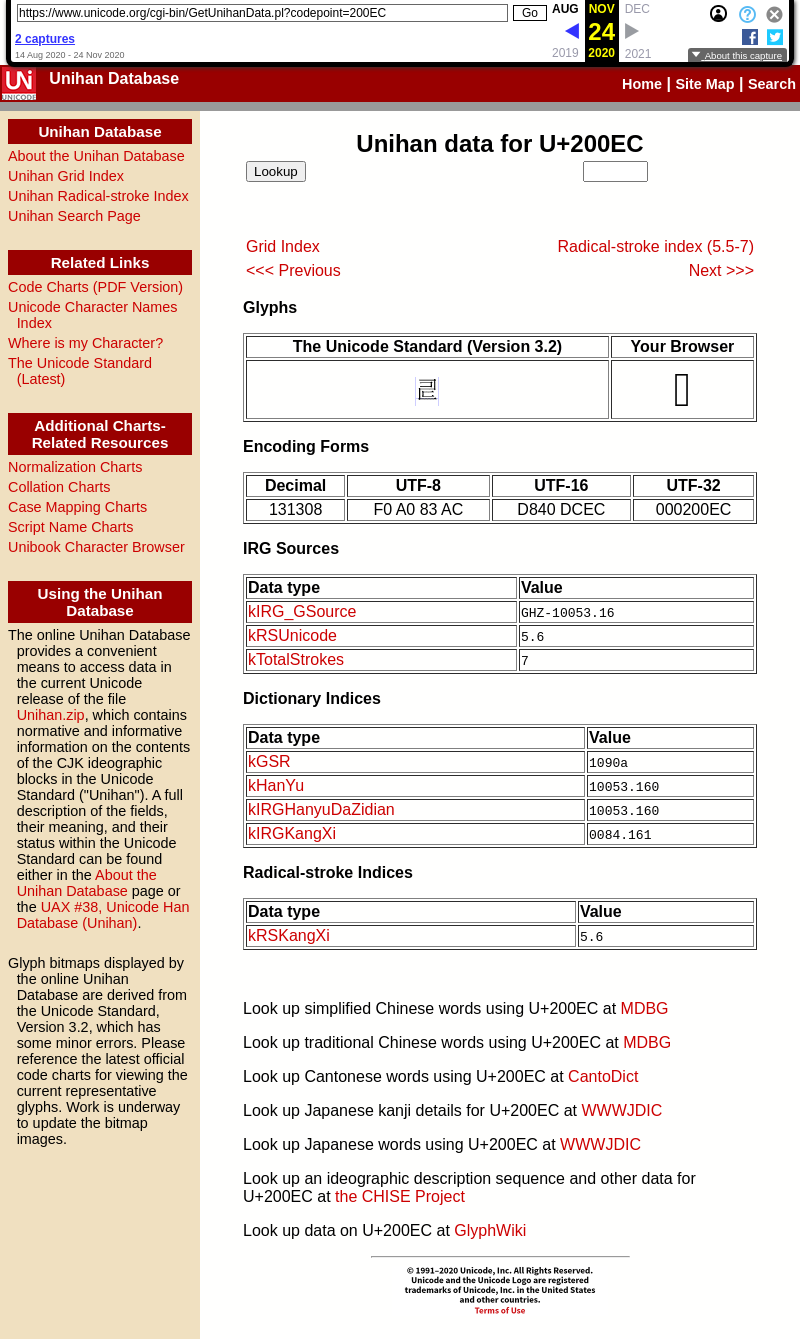 https://www.unicode.org/cgi-bin/GetUnihanData.pl?codepoint=200EC
Go
AUG NOV DEC
24
2019 2020 2021
2 captures
14 Aug 2020 - 24 Nov 2020
About this capture
UNICODE
Unihan Database
Home | Site Map | Search
Unihan Database
About the Unihan Database
Unihan Grid Index
Unihan Radical-stroke Index
Unihan Search Page
Related Links
Code Charts (PDF Version)
Unicode Character Names
Index
Where is my Character?
The Unicode Standard
(Latest)
Additional Charts-
Related Resources
Normalization Charts
Collation Charts
Case Mapping Charts
Script Name Charts
Unibook Character Browser
Using the Unihan
Database
The online Unihan Database
provides a convenient
means to access data in
the current Unicode
release of the file
Unihan.zip, which contains
normative and informative
information on the contents
of the CJK ideographic
blocks in the Unicode
Standard ("Unihan"). A full
description of the fields,
their meaning, and their
status within the Unicode
Standard can be found
either in the About the
Unihan Database page or
the UAX #38, Unicode Han
Database (Unihan).
Glyph bitmaps displayed by
the online Unihan
Database are derived from
the Unicode Standard,
Version 3.2, which has
some minor errors. Please
reference the latest official
code charts for viewing the
current representative
glyphs. Work is underway
to update the bitmap
images.
Unihan data for U+200EC
Lookup
Grid Index Radical-stroke index (5.5-7)
<<< Previous Next >>>
Glyphs
The Unicode Standard (Version 3.2) Your Browser
𠃬
Encoding Forms
Decimal UTF-8 UTF-16 UTF-32
131308 F0 A0 83 AC D840 DCEC 000200EC
IRG Sources
Data type Value
kIRG_GSource GHZ-10053.16
kRSUnicode 5.6
kTotalStrokes 7
Dictionary Indices
Data type Value
kGSR 1090a
kHanYu 10053.160
kIRGHanyuDaZidian 10053.160
kIRGKangXi 0084.161
Radical-stroke Indices
Data type Value
kRSKangXi 5.6
Look up simplified Chinese words using U+200EC at MDBG
Look up traditional Chinese words using U+200EC at MDBG
Look up Cantonese words using U+200EC at CantoDict
Look up Japanese kanji details for U+200EC at WWWJDIC
Look up Japanese words using U+200EC at WWWJDIC
Look up an ideographic description sequence and other data for
U+200EC at the CHISE Project
Look up data on U+200EC at GlyphWiki
© 1991–2020 Unicode, Inc. All Rights Reserved.
Unicode and the Unicode Logo are registered
trademarks of Unicode, Inc. in the United States
and other countries.
Terms of Use